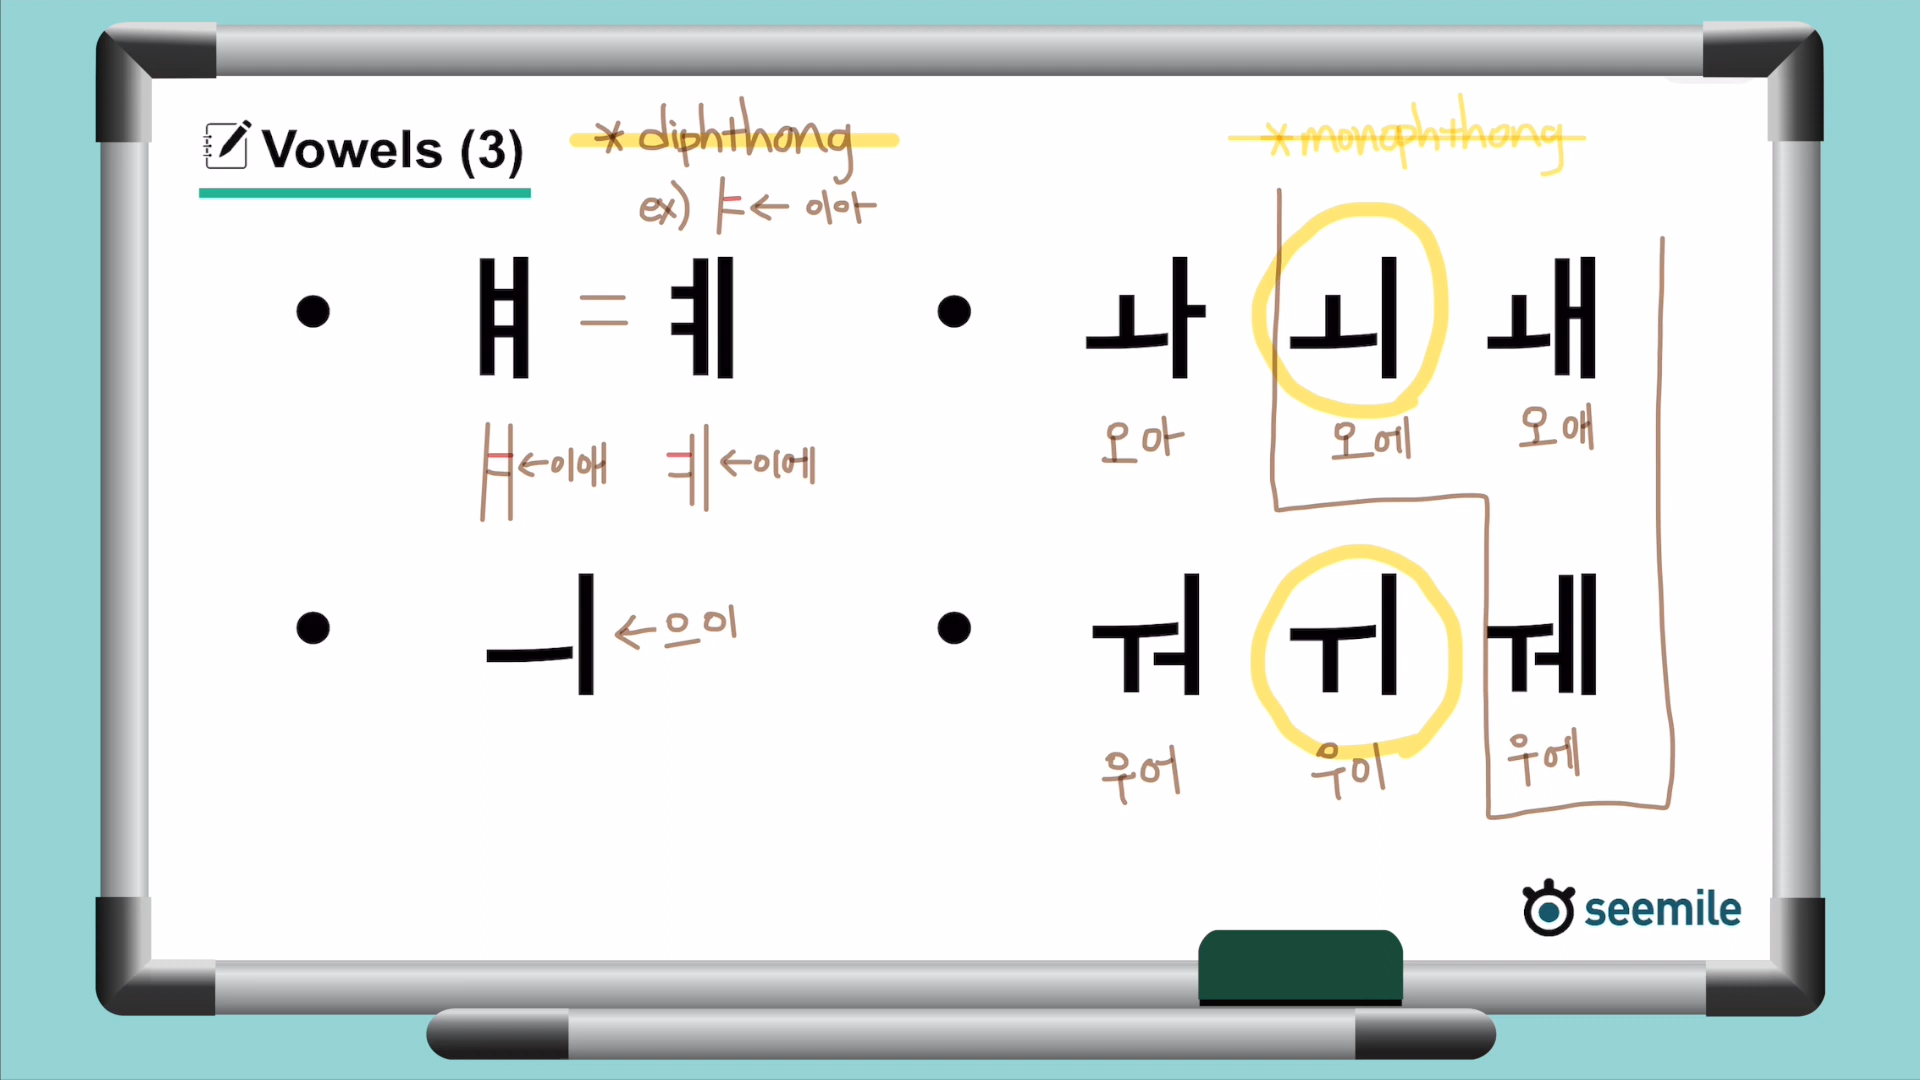 Vowels (3)
* diphthong
* monophthong
ex) ㅑ ← 이아
ㅒ = ㅖ
ㅘ ㅚ ㅙ
오아 오에 오애
ㅒ ← 이애 ㅖ ← 이에
ㅢ ← 으이
ㅝ ㅟ ㅞ
우어 우이 우에
seemile